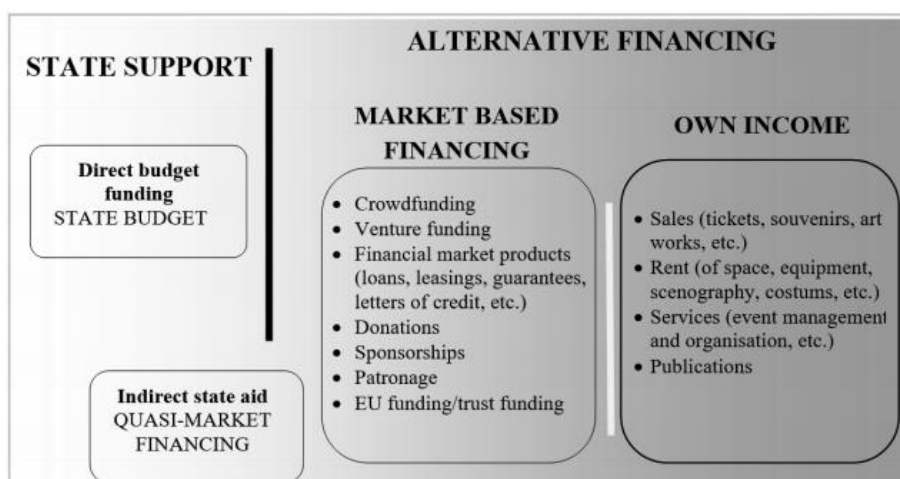 ALTERNATIVE FINANCING
STATE SUPPORT
Direct budget
funding
STATE BUDGET
Indirect state aid
QUASI-MARKET
FINANCING
MARKET BASED
FINANCING
• Crowdfunding
• Venture funding
• Financial market products
(loans, leasings, guarantees,
letters of credit, etc.)
• Donations
• Sponsorships
• Patronage
• EU funding/trust funding
OWN INCOME
• Sales (tickets, souvenirs, art
works, etc.)
• Rent (of space, equipment,
scenography, costums, etc.)
• Services (event management
and organisation, etc.)
• Publications